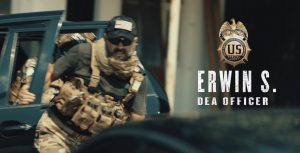 US
ERWIN S.
DEA OFFICER